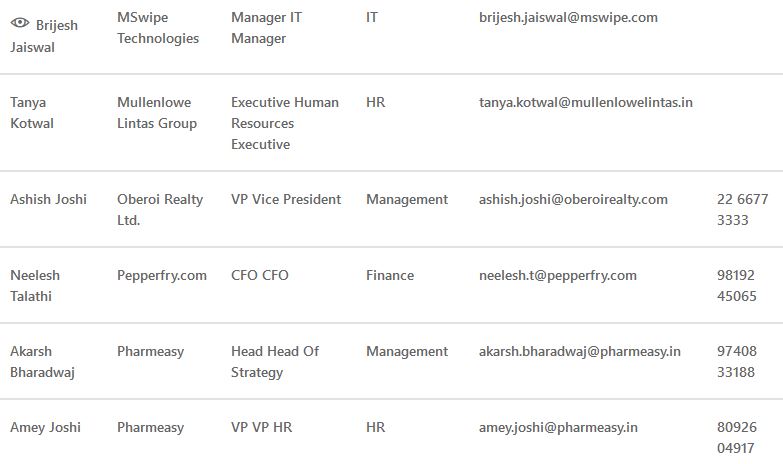 Brijesh MSwipe Manager IT IT brijesh.jaiswal@mswipe.com
Jaiswal Technologies Manager
Tanya Mullenlowe Executive Human HR tanya.kotwal@mullenlowelintas.in
Kotwal Lintas Group Resources
Executive
Ashish Joshi Oberoi Realty VP Vice President Management ashish.joshi@oberoirealty.com 22 6677
Ltd. 3333
Neelesh Pepperfry.com CFO CFO Finance neelesh.t@pepperfry.com 98192
Talathi 45065
Akarsh Pharmeasy Head Head Of Management akarsh.bharadwaj@pharmeasy.in 97408
Bharadwaj Strategy 33188
Amey Joshi Pharmeasy VP VP HR HR amey.joshi@pharmeasy.in 80926
04917